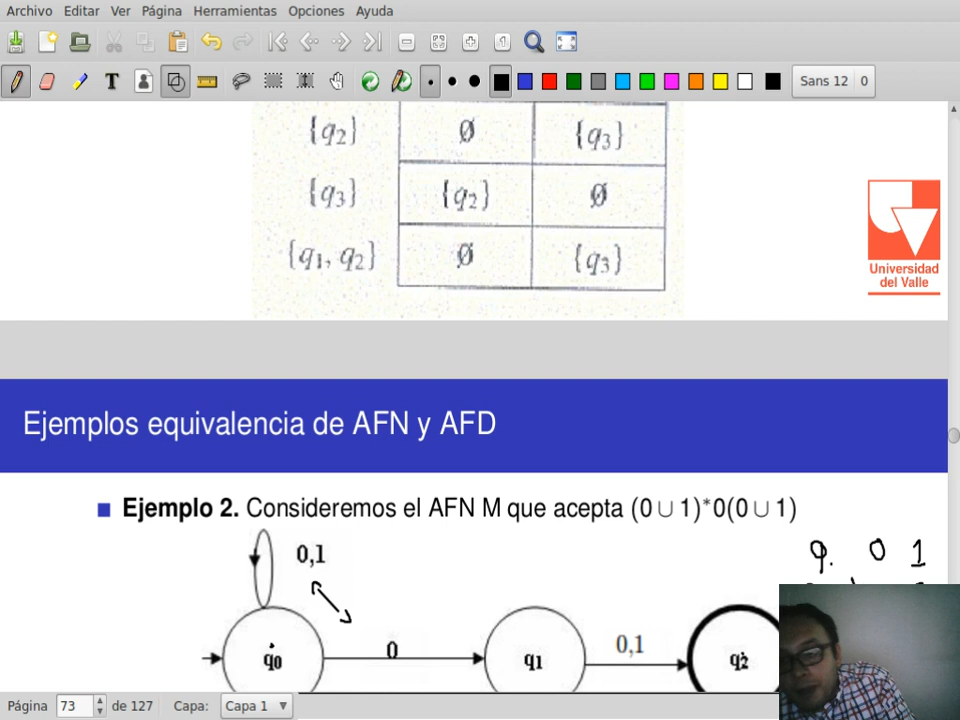 Archivo Editar Ver Página Herramientas Opciones Ayuda
T Sans 12 0
{q2} Ø {q3}
{q3} {q2} Ø
{q1, q2} Ø {q3}
Universidad
del Valle
Ejemplos equivalencia de AFN y AFD
Ejemplo 2. Consideremos el AFN M que acepta (0 ∪ 1)*0(0 ∪ 1)
q. 0 1
0,1
q0 0 q1 0,1 q2
Página 73 de 127 Capa: Capa 1